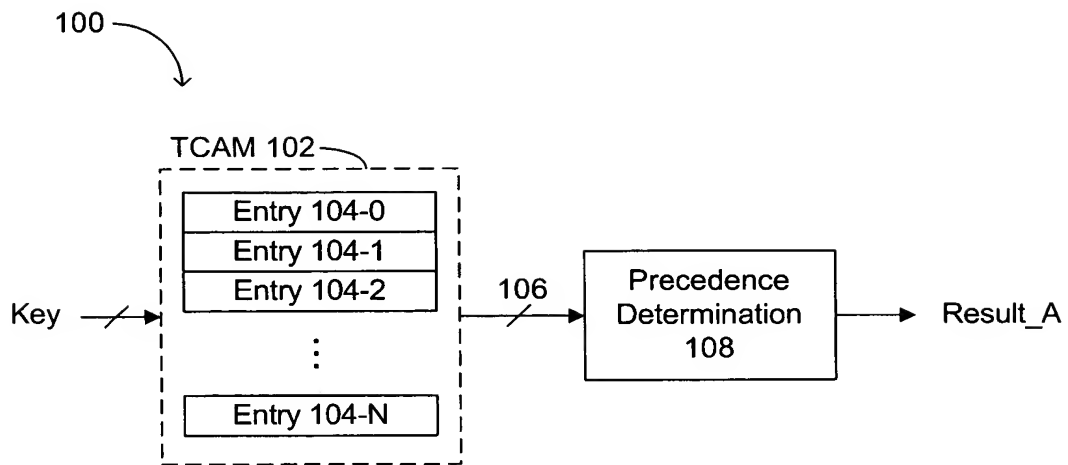 100
TCAM 102
Entry 104-0
Entry 104-1
Entry 104-2
Entry 104-N
Key
106
Precedence
Determination
108
Result_A